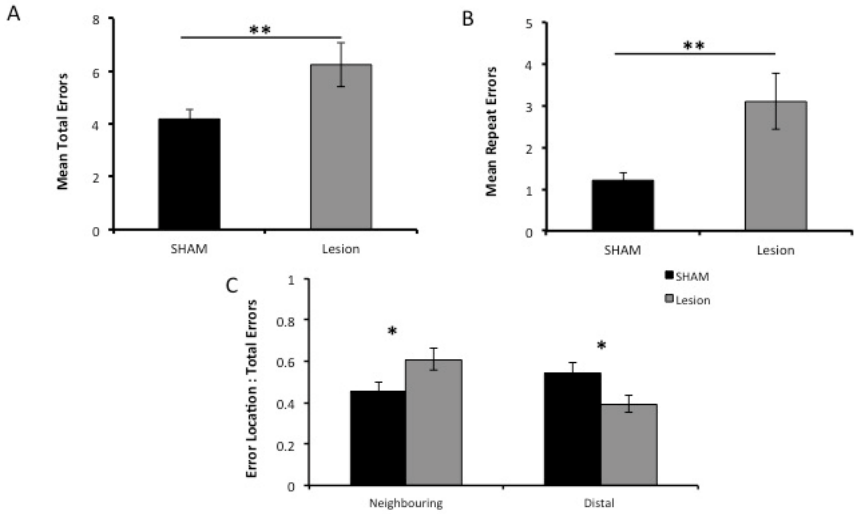 A
**
Mean Total Errors
8
6
4
2
0
SHAM
Lesion
B
**
Mean Repeat Errors
5
4
3
2
1
0
SHAM
Lesion
SHAM
Lesion
C
Error Location : Total Errors
1
0.8
0.6
0.4
0.2
0
*
*
Neighbouring
Distal